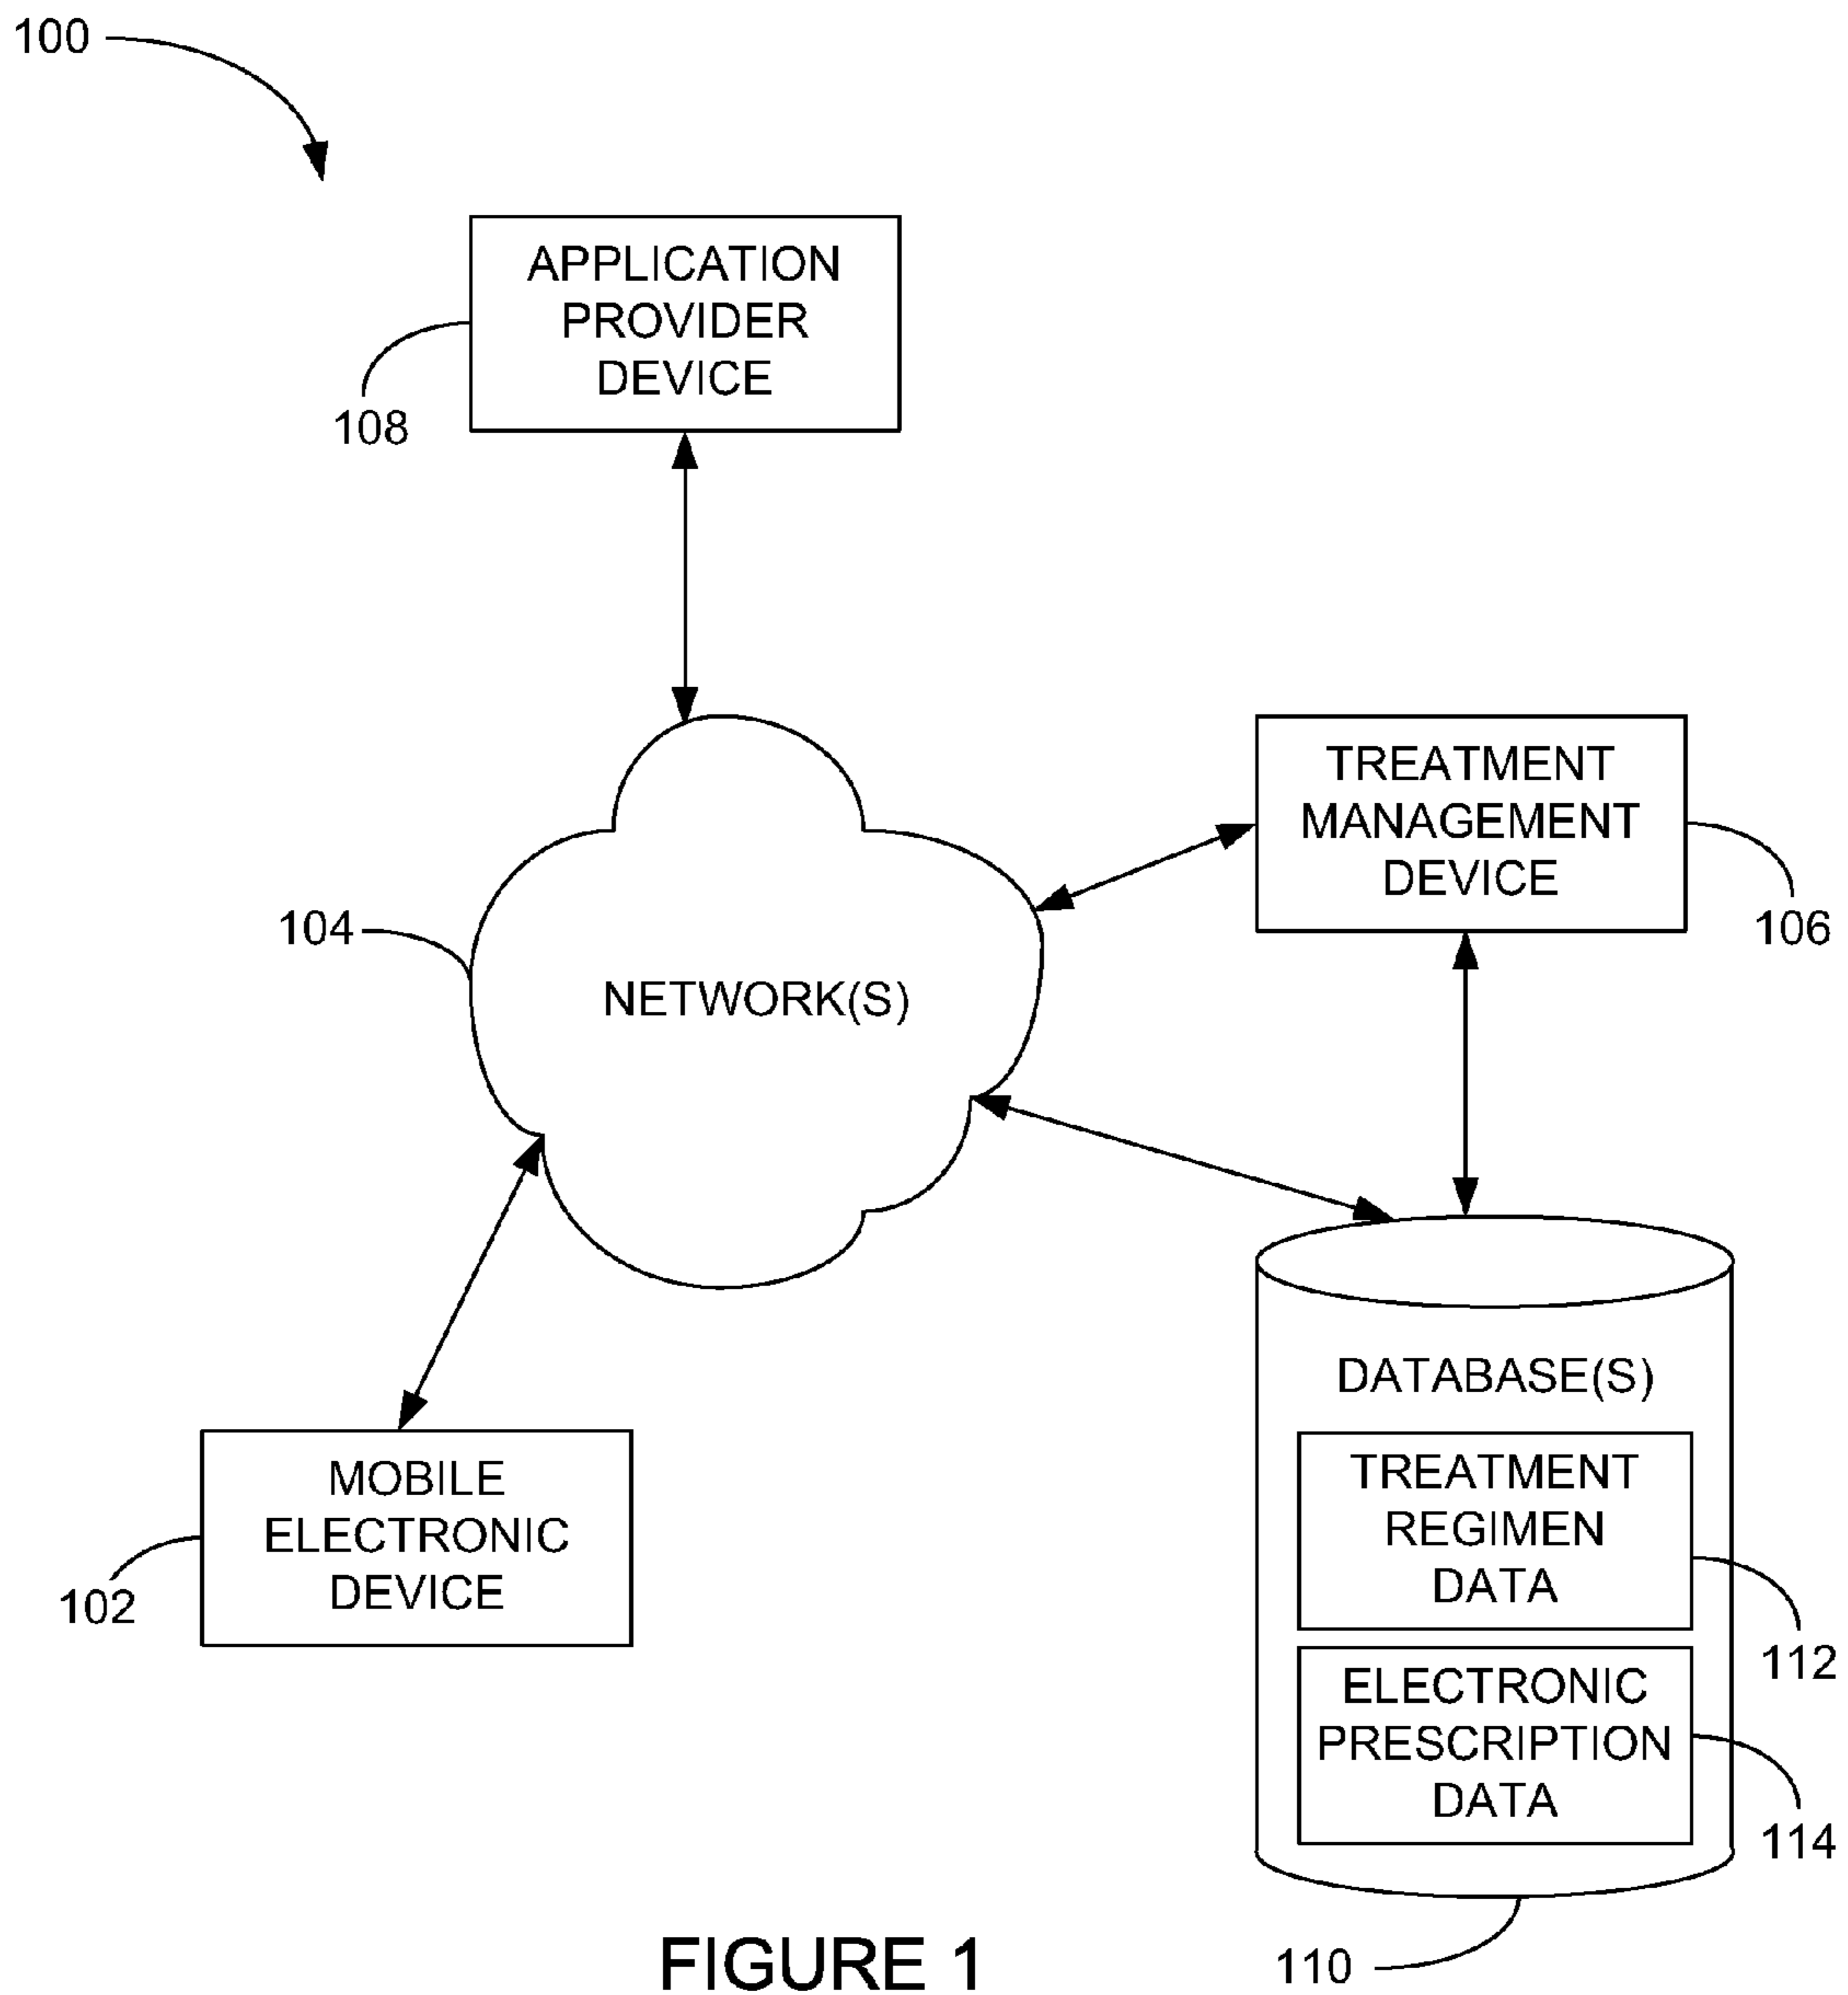 100
APPLICATION
PROVIDER
DEVICE
108
TREATMENT
MANAGEMENT
DEVICE
106
104
NETWORK(S)
DATABASE(S)
MOBILE
ELECTRONIC
DEVICE
102
TREATMENT
REGIMEN
DATA
112
ELECTRONIC
PRESCRIPTION
DATA
114
110
FIGURE 1